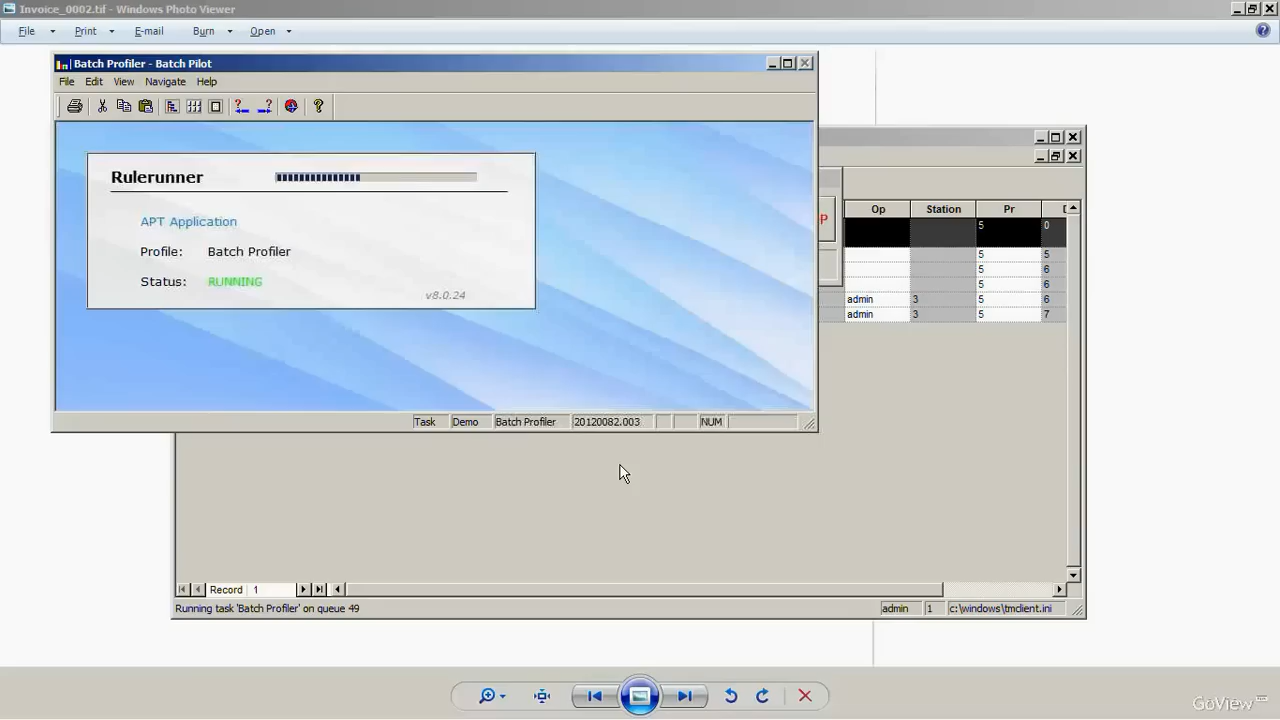 Invoice_0002.tif - Windows Photo Viewer
File Print E-mail Burn Open
Batch Profiler - Batch Pilot
File Edit View Navigate Help
Rulerunner
APT Application
Profile: Batch Profiler
Status: RUNNING
v8.0.24
Task Demo Batch Profiler 20120082.003 NUM
P
Op Station Pr
5 0
5 5
5 6
5 6
admin 3 5 6
admin 3 5 7
Record 1
Running task 'Batch Profiler' on queue 49 admin 1 c:\windows\tmclient.ini
GoView